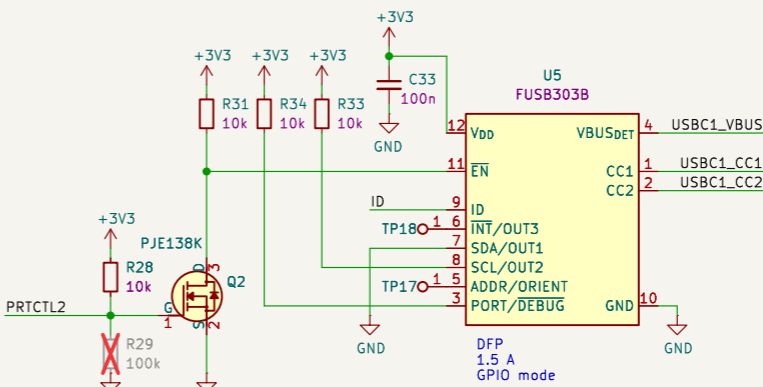 +3V3
+3V3
+3V3
+3V3
C33
100n
U5
FUSB303B
R31
10k
R34
10k
R33
10k
GND
12
VDD
VBUSDET
4
USBC1_VBUS
11
EN
CC1
1
USBC1_CC1
CC2
2
USBC1_CC2
ID
9
ID
TP18
1
6
INT/OUT3
7
SDA/OUT1
8
SCL/OUT2
TP17
1
5
ADDR/ORIENT
3
PORT/DEBUG
GND
10
+3V3
PJE138K
R28
10k
D
3
Q2
G
1
S
2
PRTCTL2
R29
100k
GND
GND
DFP
1.5 A
GPIO mode